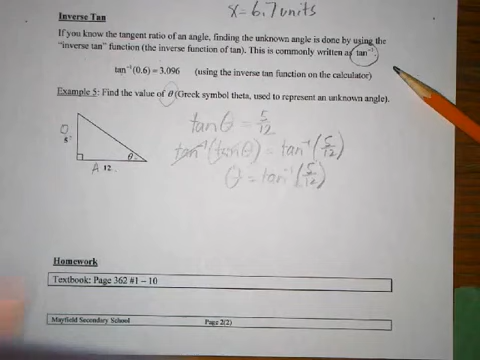 x = 6.7 units
Inverse Tan
If you know the tangent ratio of an angle, finding the unknown angle is done by using the
"inverse tan" function (the inverse function of tan). This is commonly written as tan⁻¹
tan⁻¹(0.6) = 3.096 (using the inverse tan function on the calculator)
Example 5: Find the value of θ (Greek symbol theta, used to represent an unknown angle).
tanθ = 5/12
O
5
tan⁻¹(tanθ) = tan⁻¹(5/12)
θ
A 12
θ = tan⁻¹(5/12)
Homework
Textbook: Page 362 #1 – 10
Mayfield Secondary School Page 2(2)